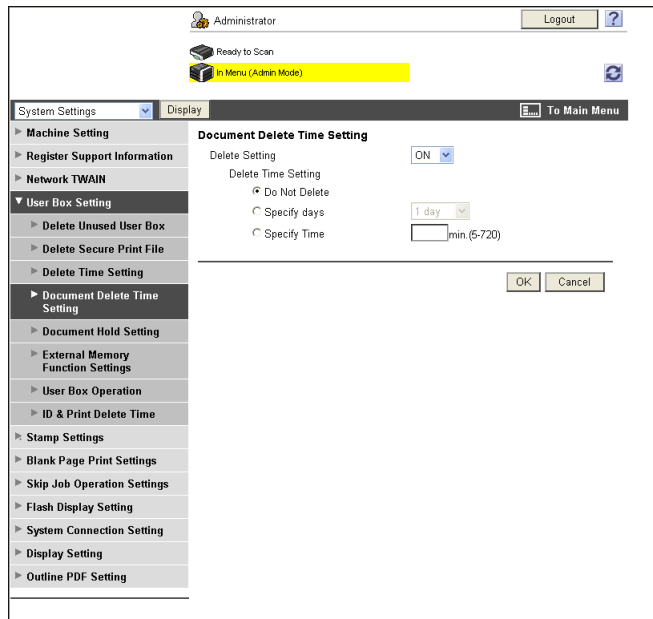 Administrator
Logout
?
Ready to Scan
In Menu (Admin Mode)
System Settings
Display
To Main Menu
Machine Setting
Register Support Information
Network TWAIN
User Box Setting
Delete Unused User Box
Delete Secure Print File
Delete Time Setting
Document Delete Time
Setting
Document Hold Setting
External Memory
Function Settings
User Box Operation
ID & Print Delete Time
Stamp Settings
Blank Page Print Settings
Skip Job Operation Settings
Flash Display Setting
System Connection Setting
Display Setting
Outline PDF Setting
Document Delete Time Setting
Delete Setting
ON
Delete Time Setting
Do Not Delete
Specify days
1 day
Specify Time
min.(5-720)
OK
Cancel